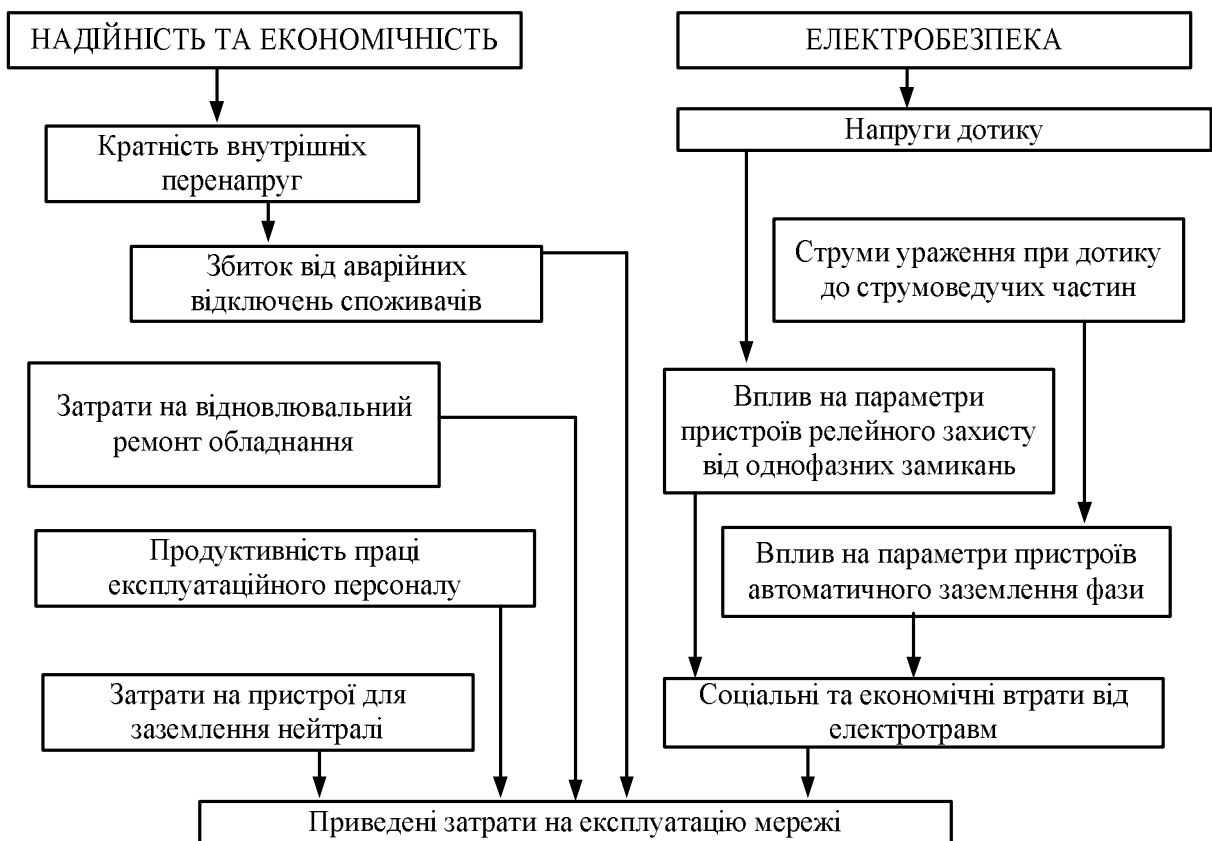 НАДІЙНІСТЬ ТА ЕКОНОМІЧНІСТЬ
Кратність внутрішніх
перенапруг
Збиток від аварійних
відключень споживачів
Затрати на відновлювальний
ремонт обладнання
Продуктивність праці
експлуатаційного персоналу
Затрати на пристрої для
заземлення нейтралі
ЕЛЕКТРОБЕЗПЕКА
Напруги дотику
Струми ураження при дотику
до струмоведучих частин
Вплив на параметри
пристроїв релейного захисту
від однофазних замикань
Вплив на параметри пристроїв
автоматичного заземлення фази
Соціальні та економічні втрати від
електротравм
Приведені затрати на експлуатацію мережі